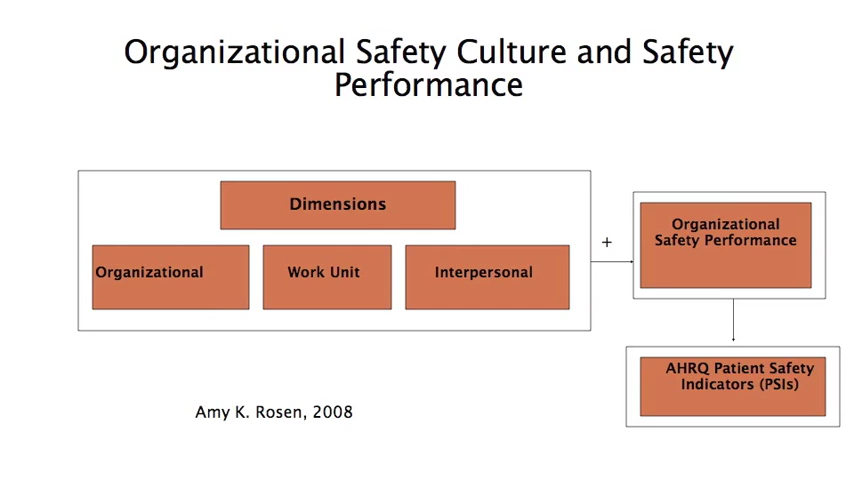 Organizational Safety Culture and Safety
Performance
Dimensions
Organizational
Work Unit
Interpersonal
+
Organizational
Safety Performance
AHRQ Patient Safety
Indicators (PSIs)
Amy K. Rosen, 2008